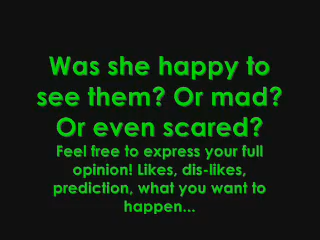 Was she happy to
see them? Or mad?
Or even scared?
Feel free to express your full
opinion! Likes, dis-likes,
prediction, what you want to
happen...